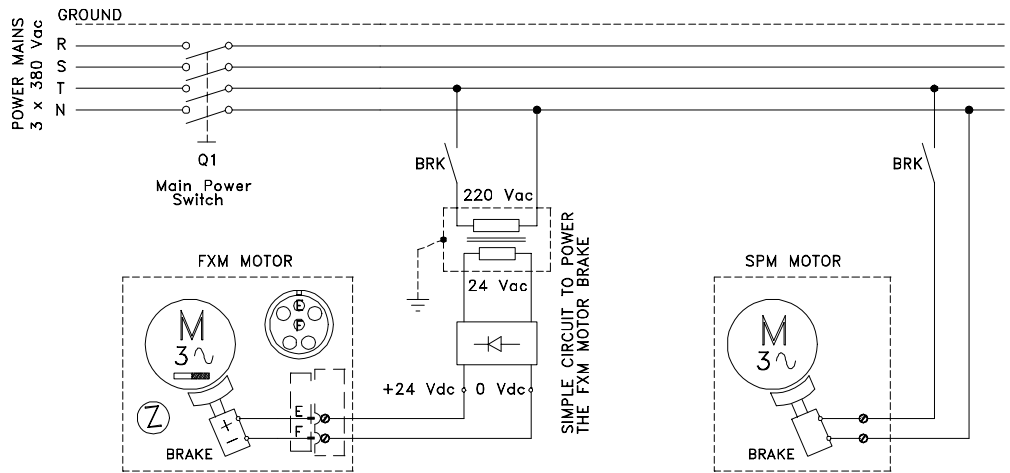 GROUND
POWER MAINS
3 x 380 Vac
R
S
T
N
Q1
Main Power
Switch
BRK
BRK
220 Vac
24 Vac
SIMPLE CIRCUIT TO POWER
THE FXM MOTOR BRAKE
FXM MOTOR
SPM MOTOR
M
3
E
F
M
3
+24 Vdc
0 Vdc
Z
+
-
E
F
BRAKE
BRAKE